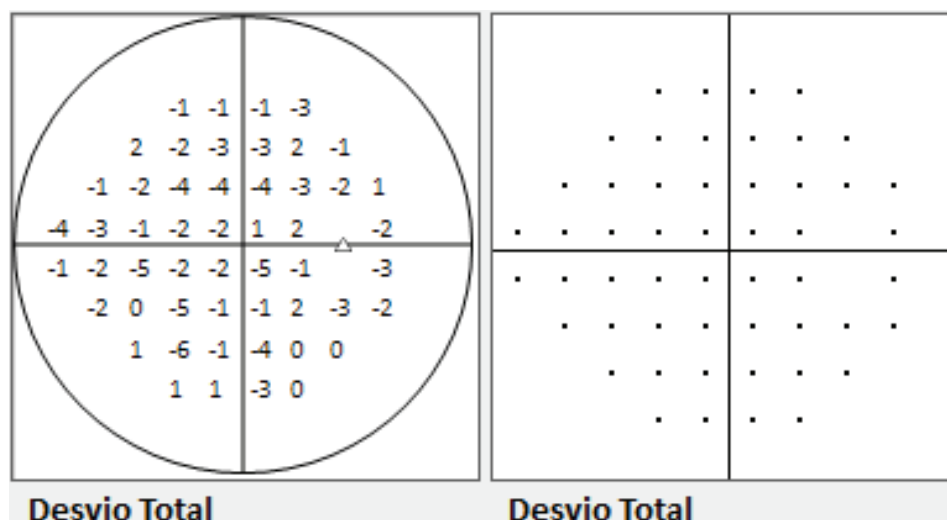 -1 -1 -1 -3
2 -2 -3 -3 2 -1
-1 -2 -4 -4 -4 -3 -2 1
-4 -3 -1 -2 -2 1 2 -2
-1 -2 -5 -2 -2 -5 -1 -3
-2 0 -5 -1 -1 2 -3 -2
1 -6 -1 -4 0 0
1 1 -3 0
Desvio Total
Desvio Total